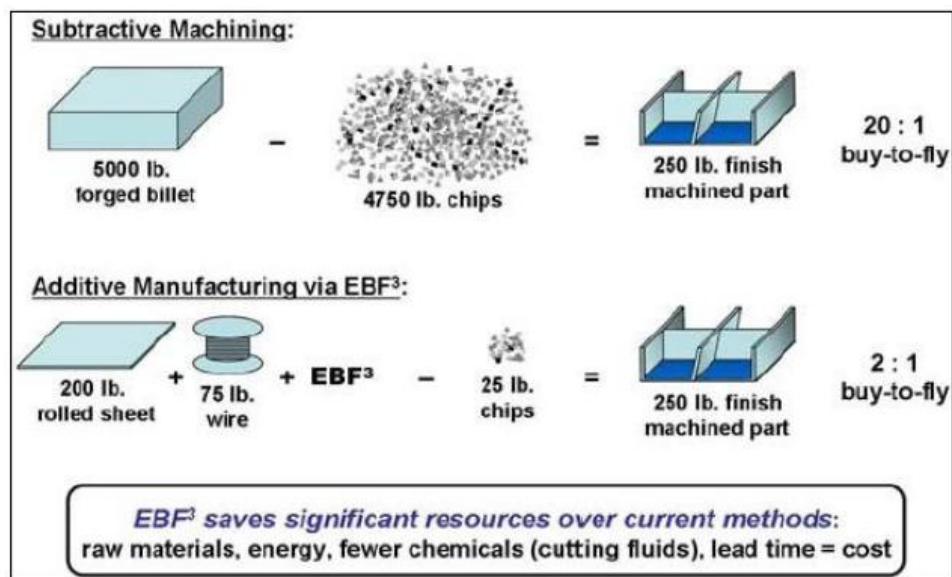 Subtractive Machining:
5000 lb.
forged billet
–
4750 lb. chips
=
250 lb. finish
machined part
20 : 1
buy-to-fly
Additive Manufacturing via EBF³:
200 lb.
rolled sheet
+
75 lb.
wire
+ EBF³
–
25 lb.
chips
=
250 lb. finish
machined part
2 : 1
buy-to-fly
EBF³ saves significant resources over current methods:
raw materials, energy, fewer chemicals (cutting fluids), lead time = cost